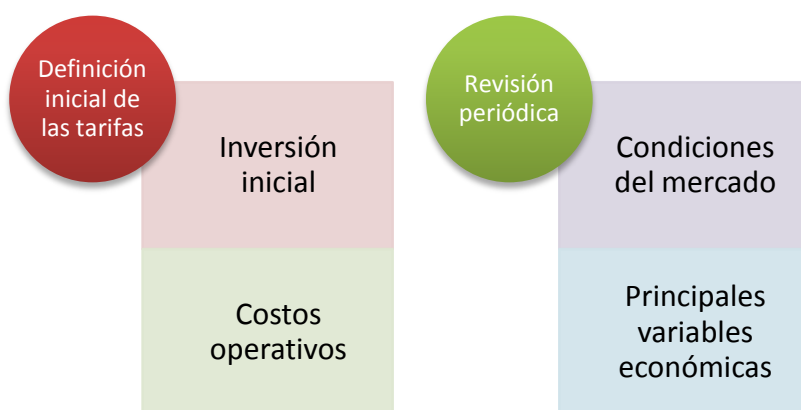 Definición
inicial de
las tarifas
Inversión
inicial
Costos
operativos
Revisión
periódica
Condiciones
del mercado
Principales
variables
económicas